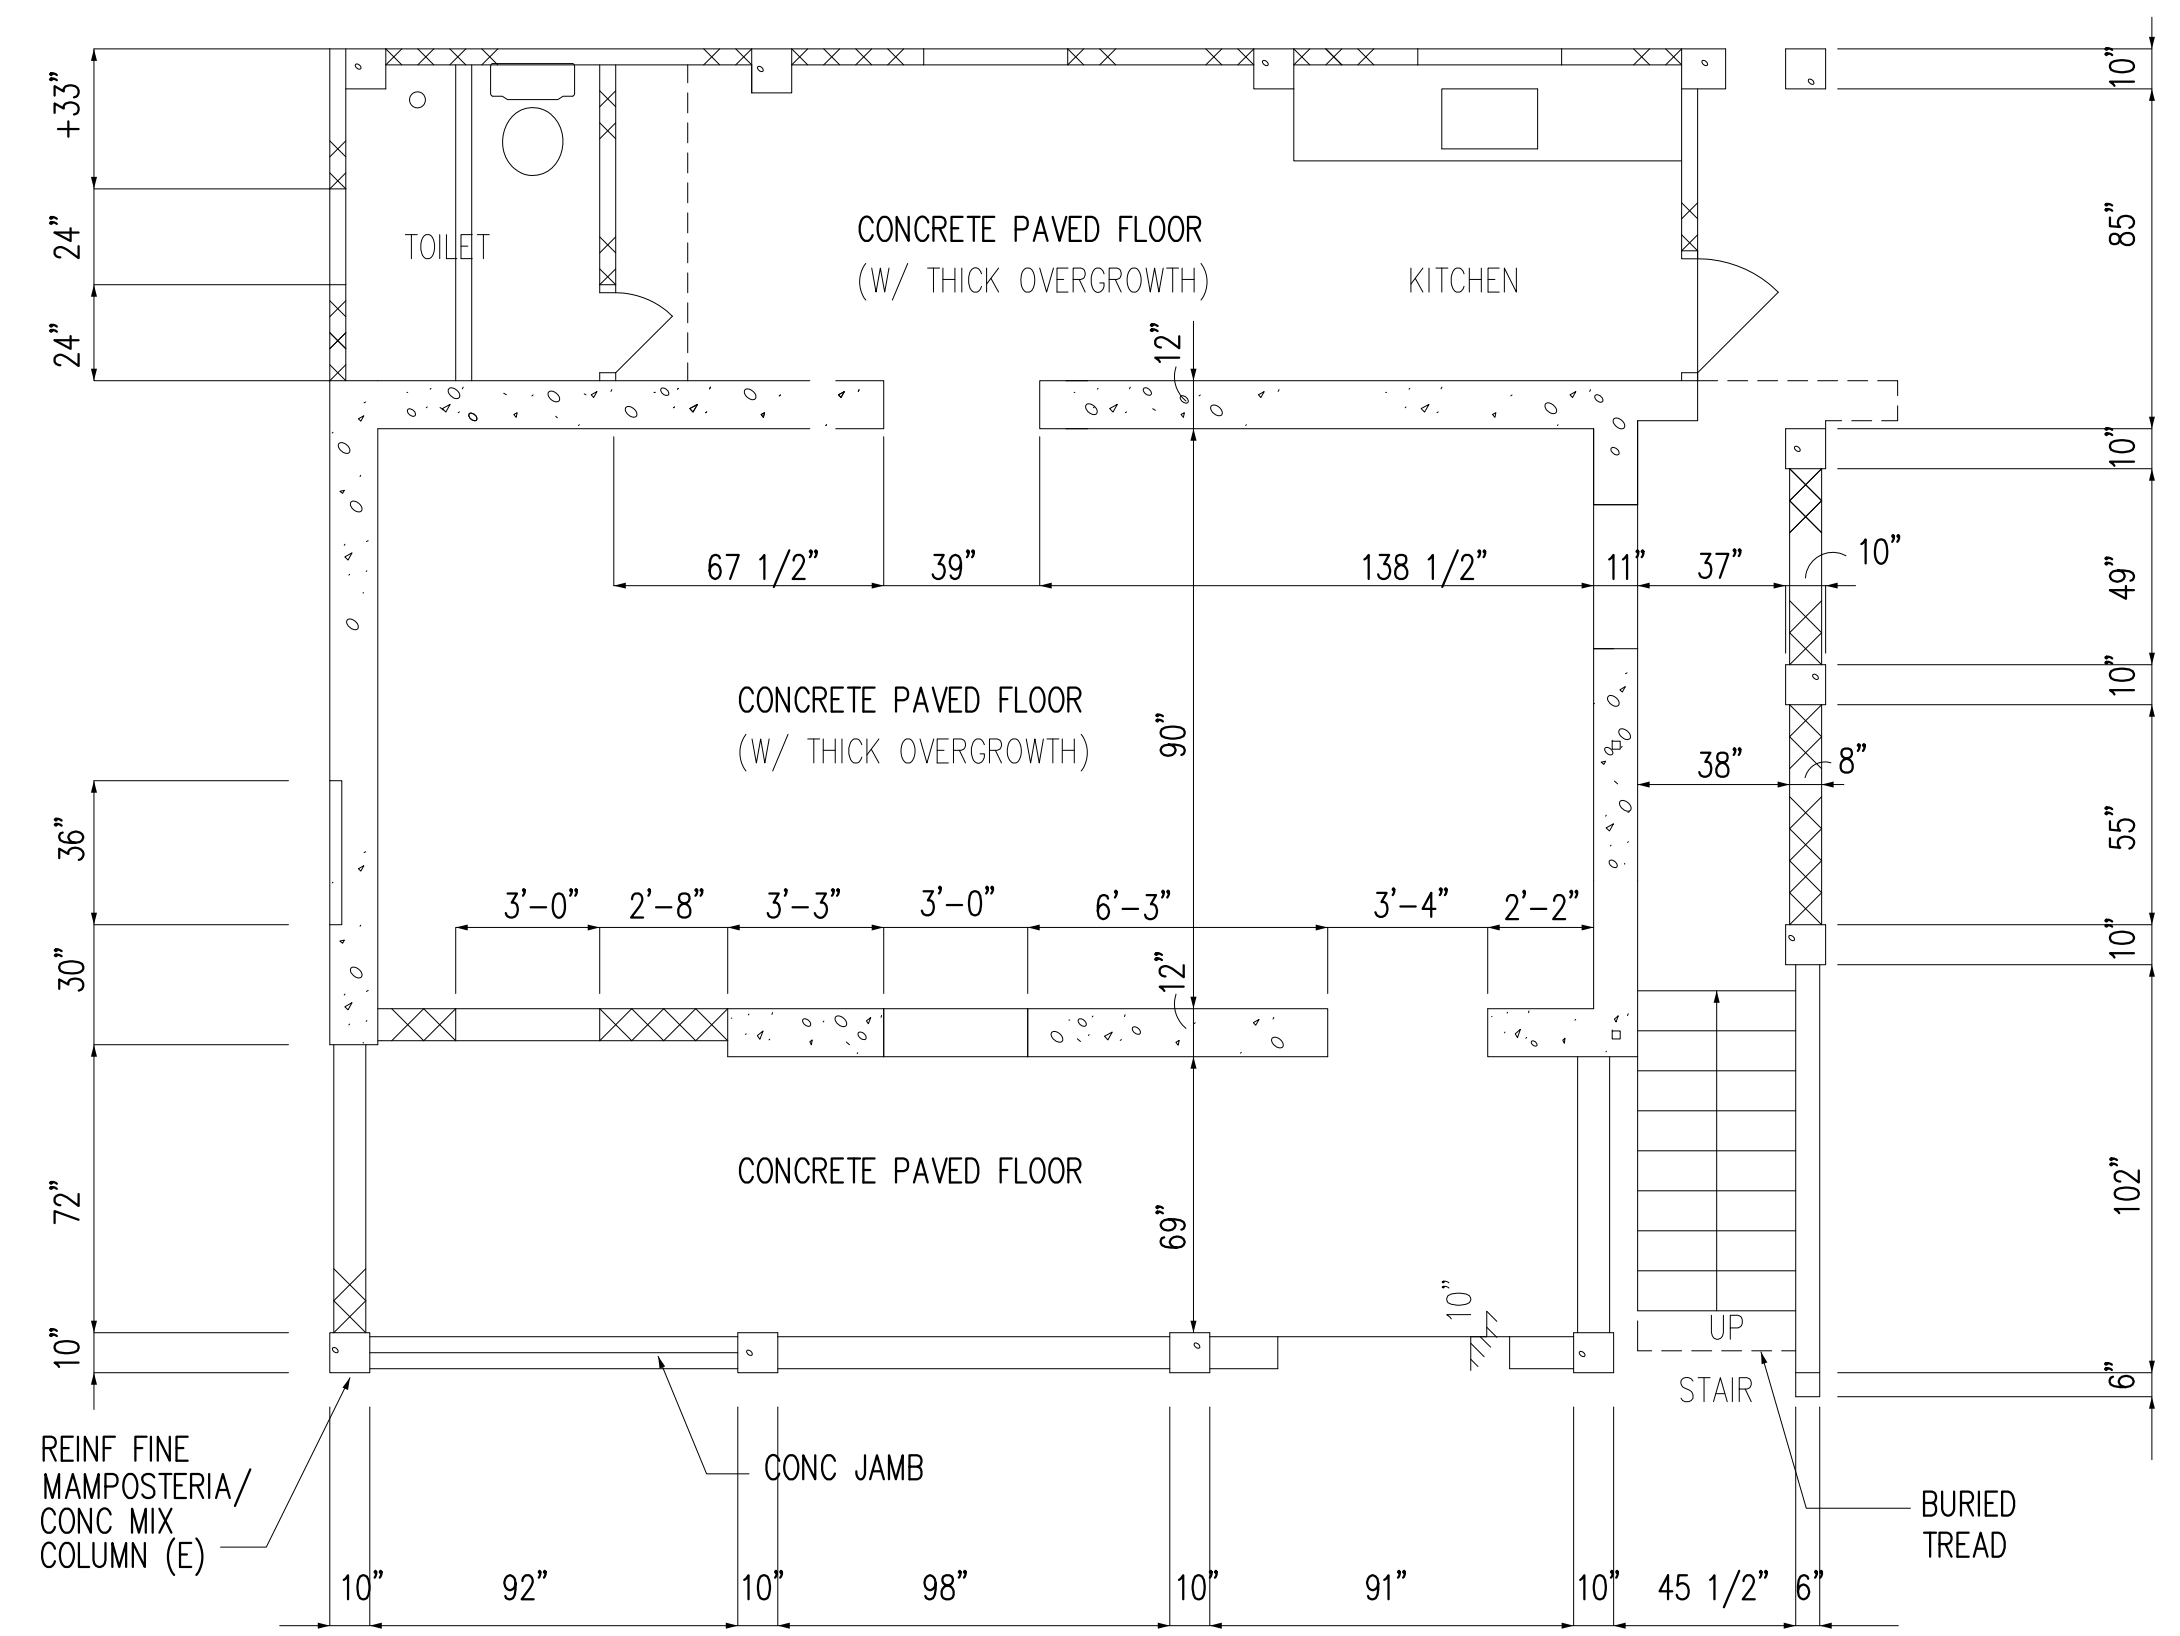 10”
+33”
24”
85”
TOILET
CONCRETE PAVED FLOOR
(W/ THICK OVERGROWTH)
KITCHEN
24”
12”
10”
67 1/2”
39”
138 1/2”
11”
37”
10”
49”
CONCRETE PAVED FLOOR
(W/ THICK OVERGROWTH)
90”
10”
38”
8”
36”
55”
3’-0”
2’-8”
3’-3”
3’-0”
6’-3”
3’-4”
2’-2”
30”
12”
10”
CONCRETE PAVED FLOOR
72”
69”
102”
10”
10”
UP
STAIR
6”
REINF FINE
MAMPOSTERIA/
CONC MIX
COLUMN (E)
CONC JAMB
BURIED
TREAD
10”
92”
10”
98”
10”
91”
10”
45 1/2”
6”